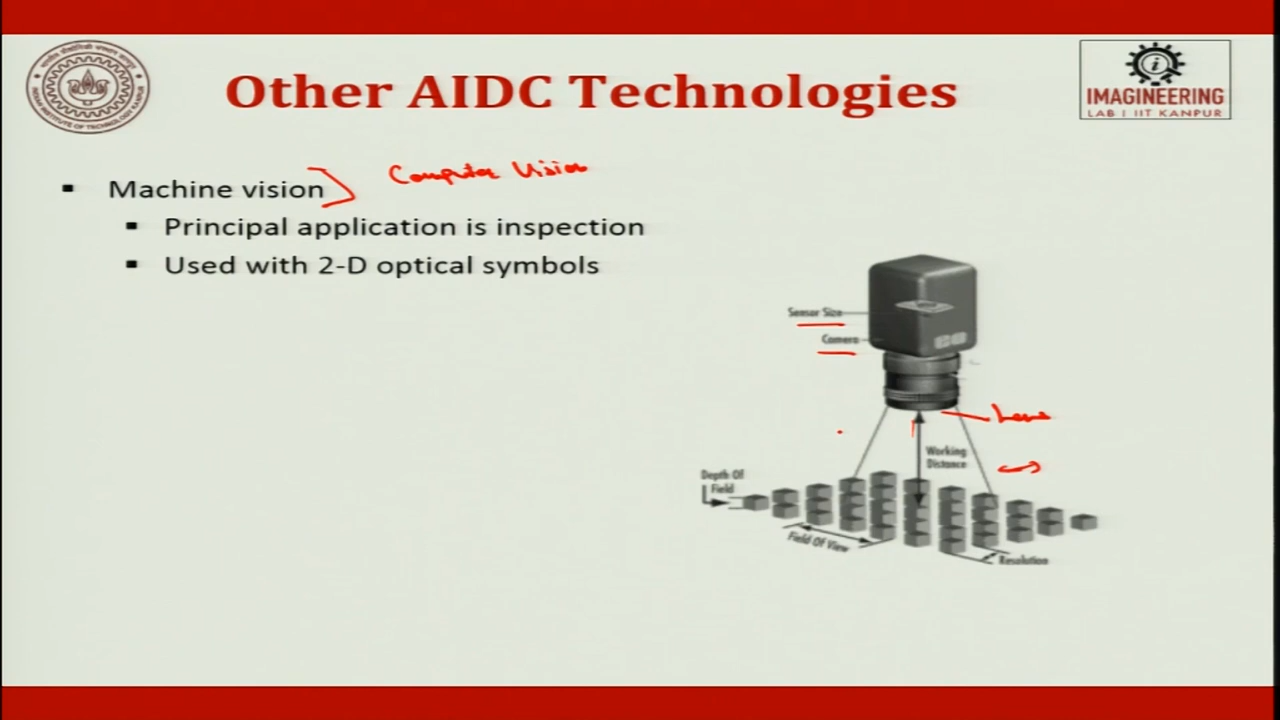 Other AIDC Technologies
IMAGINEERING
LAB | IIT KANPUR
▪ Machine vision
Computer Vision
▪ Principal application is inspection
▪ Used with 2-D optical symbols
Sensor Size
Camera
Lens
Working
Distance
Depth Of
Field
Field Of View
Resolution